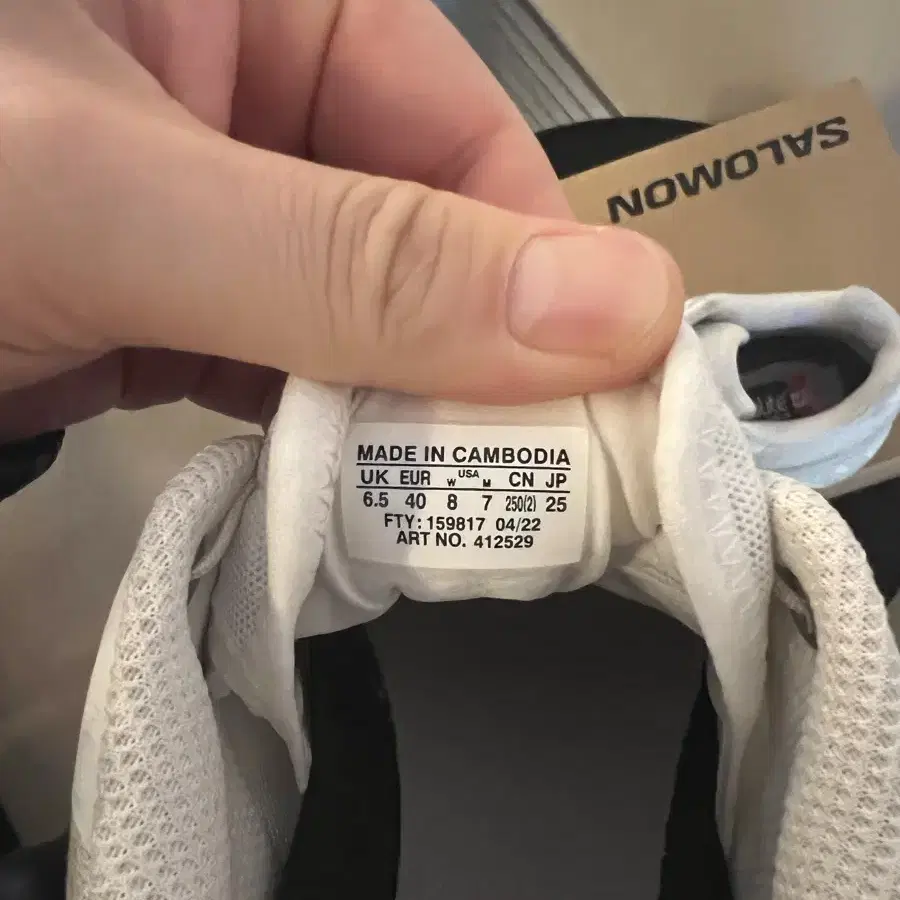 SALOMON
MADE IN CAMBODIA
UK EUR W USA M CN JP
6.5 40 8 7 250(2) 25
FTY: 159817 04/22
ART NO. 412529